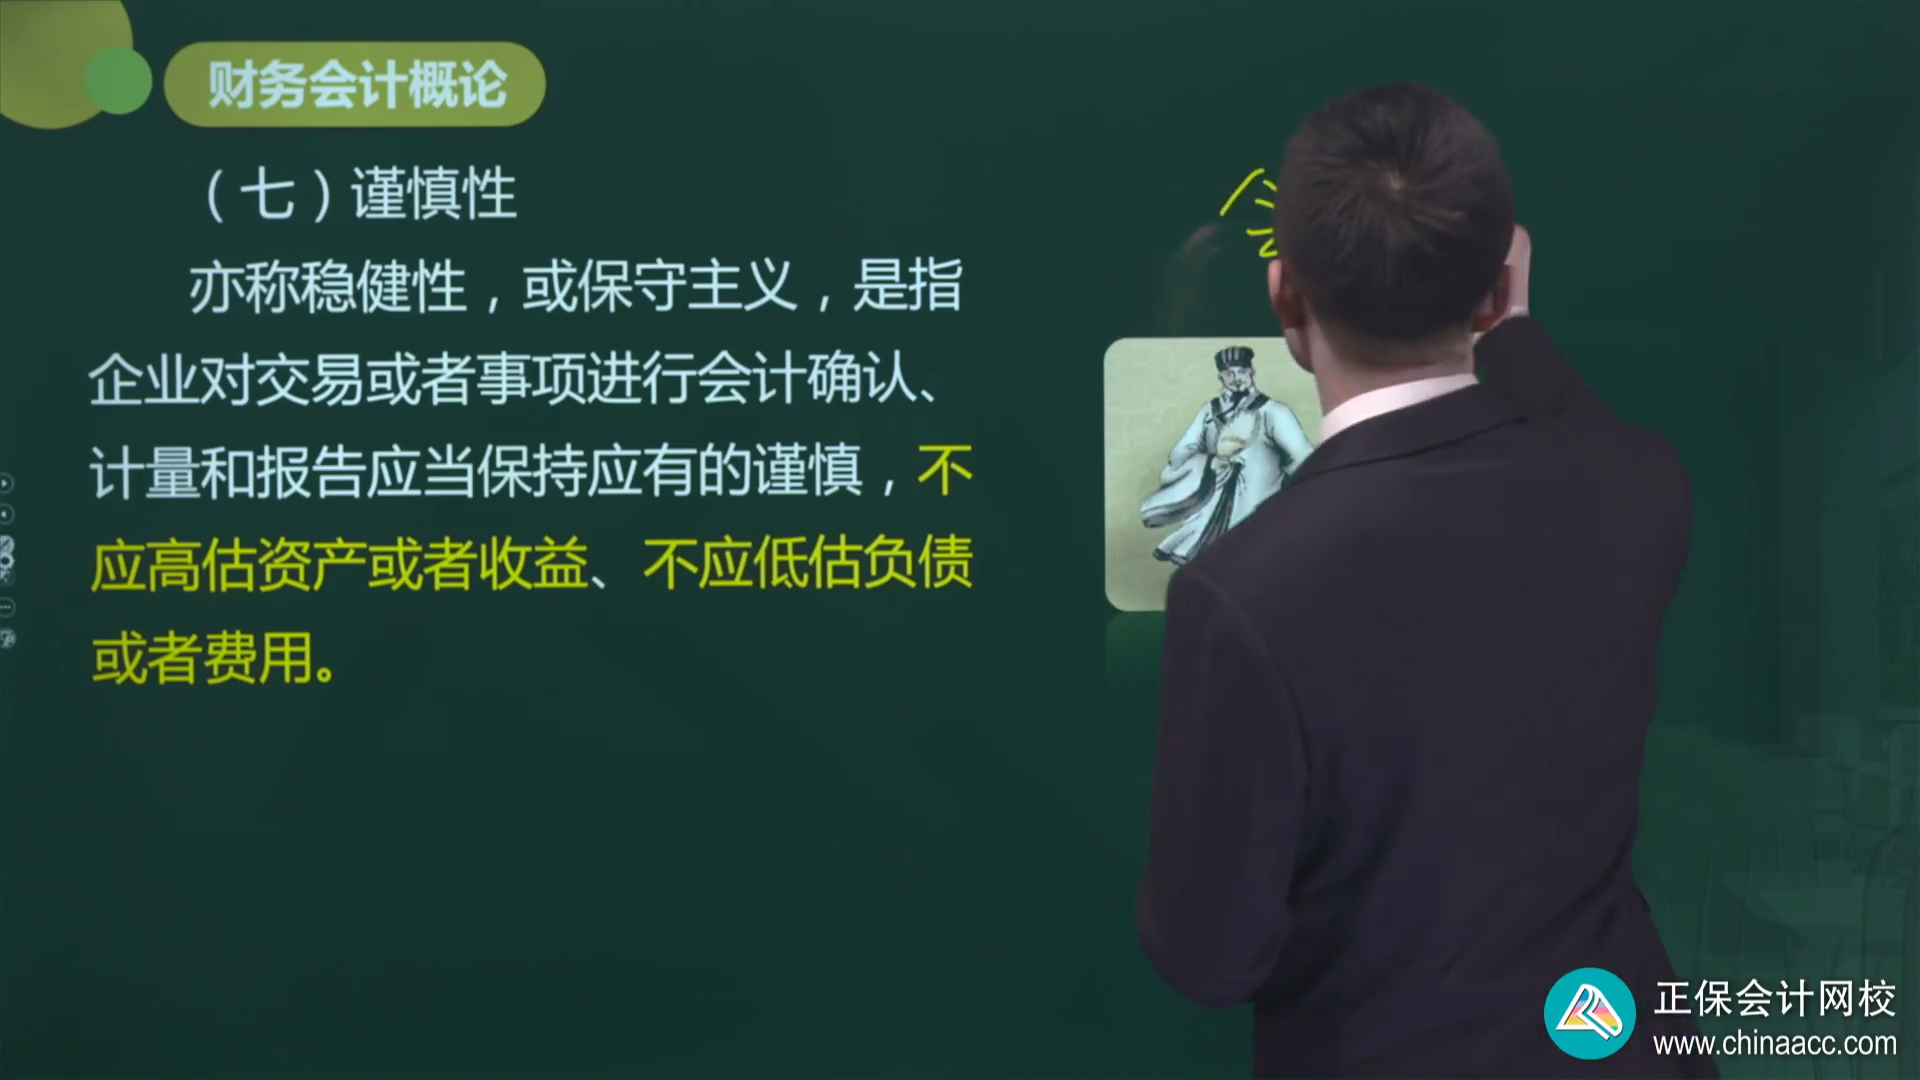 财务会计概论
（七）谨慎性
亦称稳健性，或保守主义，是指
企业对交易或者事项进行会计确认、
计量和报告应当保持应有的谨慎，不
应高估资产或者收益、不应低估负债
或者费用。
正保会计网校
www.chinaacc.com